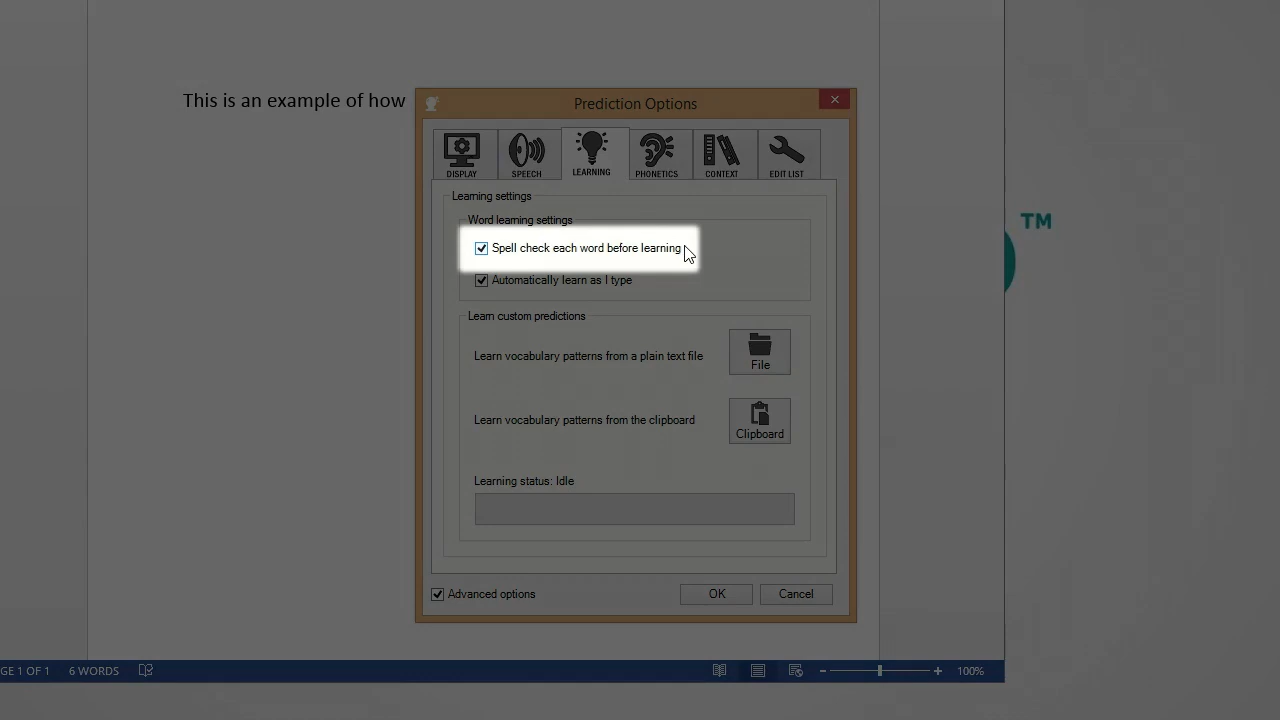 This is an example of how
Prediction Options
DISPLAY
SPEECH
LEARNING
PHONETICS
CONTEXT
EDIT LIST
Learning settings
Word learning settings
Spell check each word before learning
Automatically learn as I type
Learn custom predictions
Learn vocabulary patterns from a plain text file
File
Learn vocabulary patterns from the clipboard
Clipboard
Learning status: Idle
Advanced options
OK
Cancel
TM
GE 1 OF 1
6 WORDS
100%